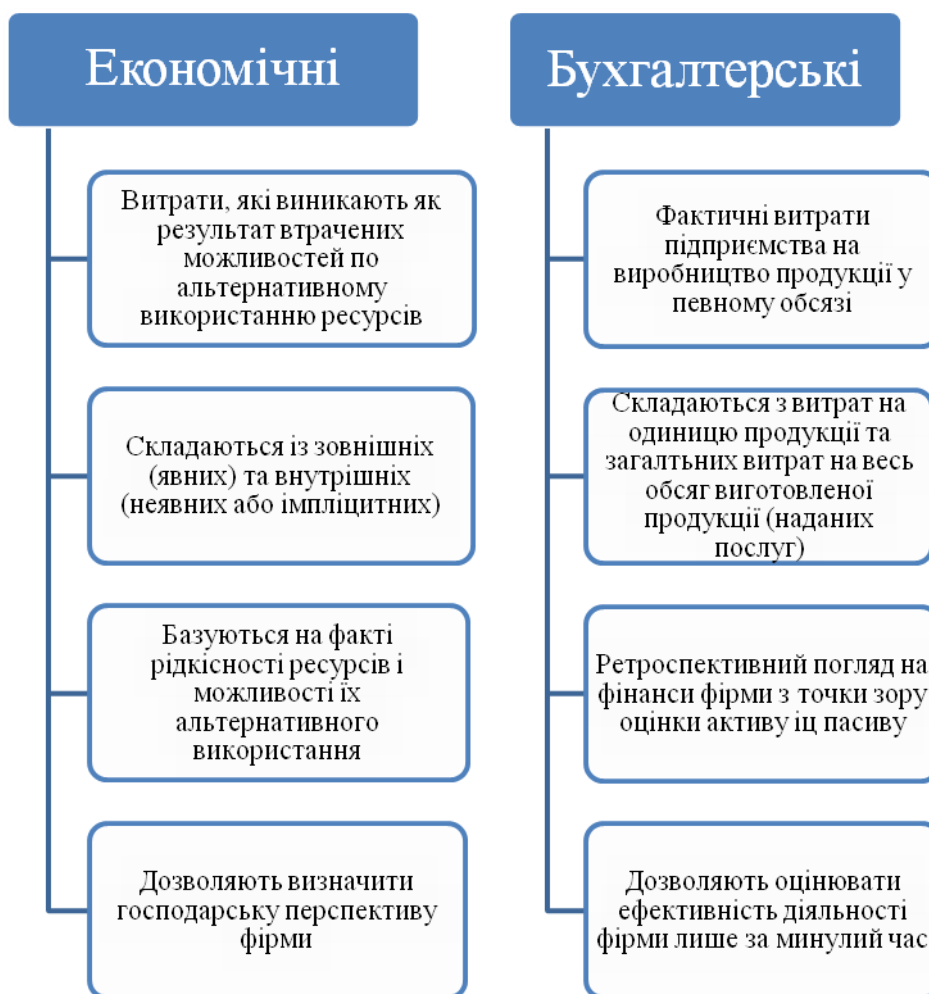 Економічні
Витрати, які виникають як
результат втрачених
можливостей по
альтернативному
використанню ресурсів
Складаються із зовнішніх
(явних) та внутрішніх
(неявних або імпліцитних)
Базуються на факті
рідкісності ресурсів і
можливості їх
альтернативного
використання
Дозволяють визначити
господарську перспективу
фірми
Бухгалтерські
Фактичні витрати
підприємства на
виробництво продукції у
певному обсязі
Складаються з витрат на
одиницю продукції та
загалтьних витрат на весь
обсяг виготовленої
продукції (наданих
послуг)
Ретроспективний погляд на
фінанси фірми з точки зору
оцінки активу іц пасиву
Дозволяють оцінювати
ефективність діяльності
фірми лише за минулий час